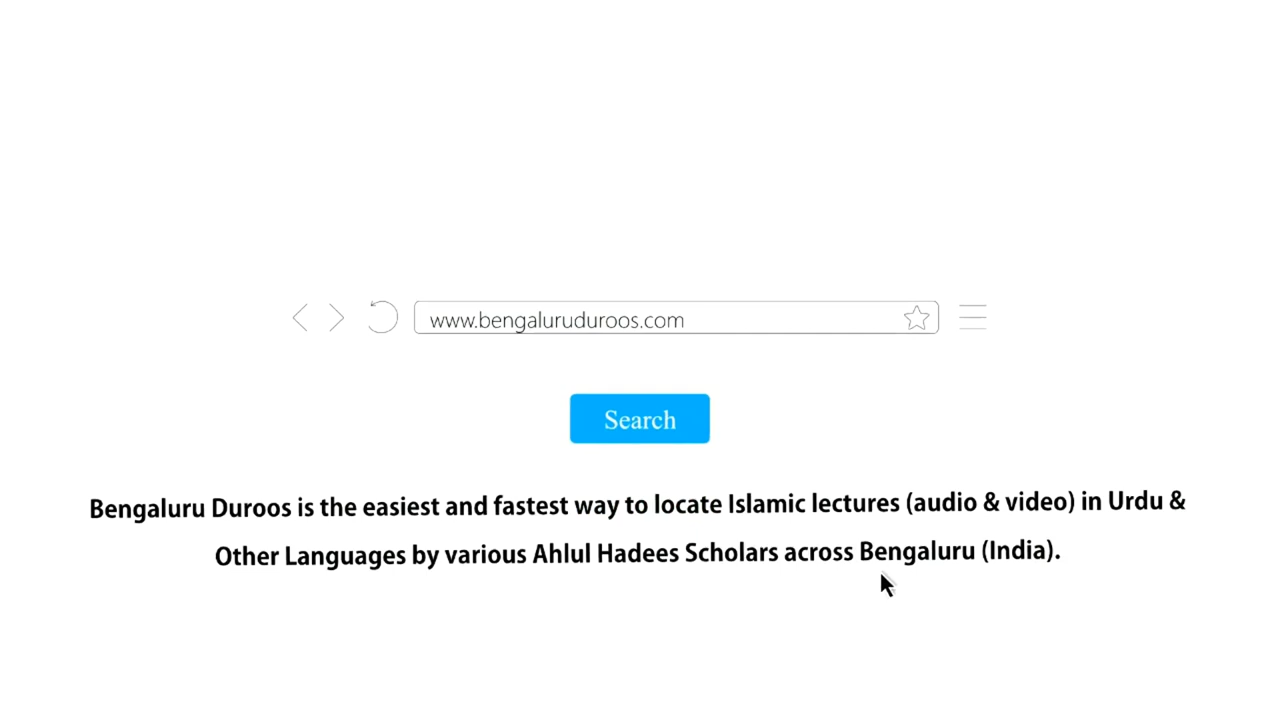 www.bengaluruduroos.com
Search
Bengaluru Duroos is the easiest and fastest way to locate Islamic lectures (audio & video) in Urdu &
Other Languages by various Ahlul Hadees Scholars across Bengaluru (India).